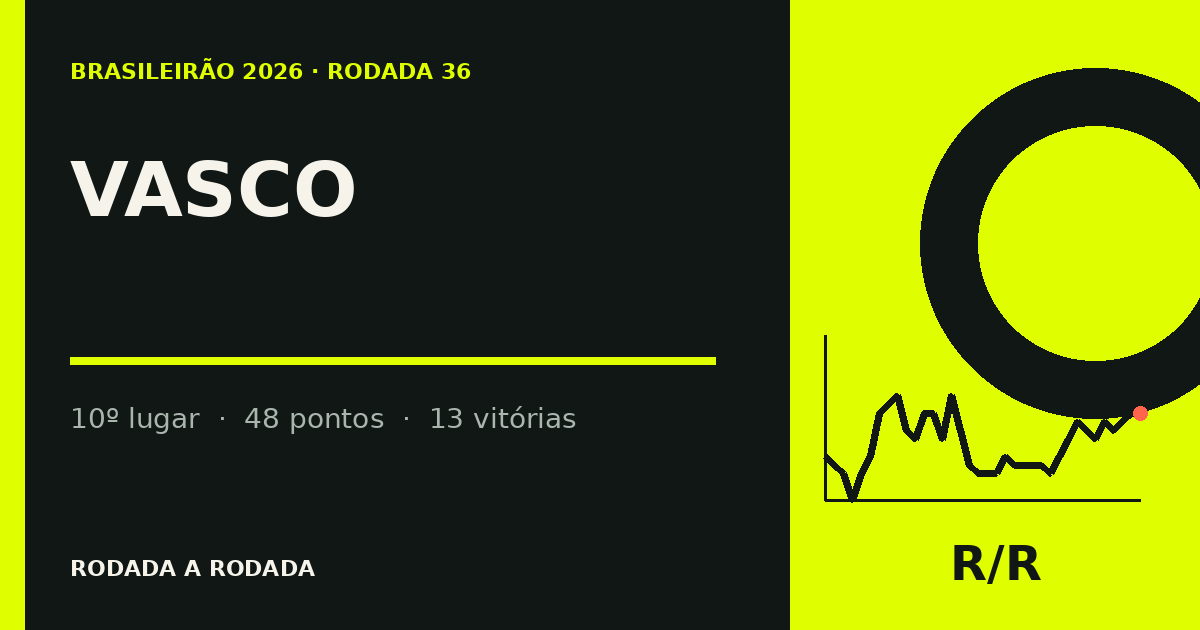 BRASILEIRÃO 2026 · RODADA 36
VASCO
10º lugar · 48 pontos · 13 vitórias
RODADA A RODADA
R/R